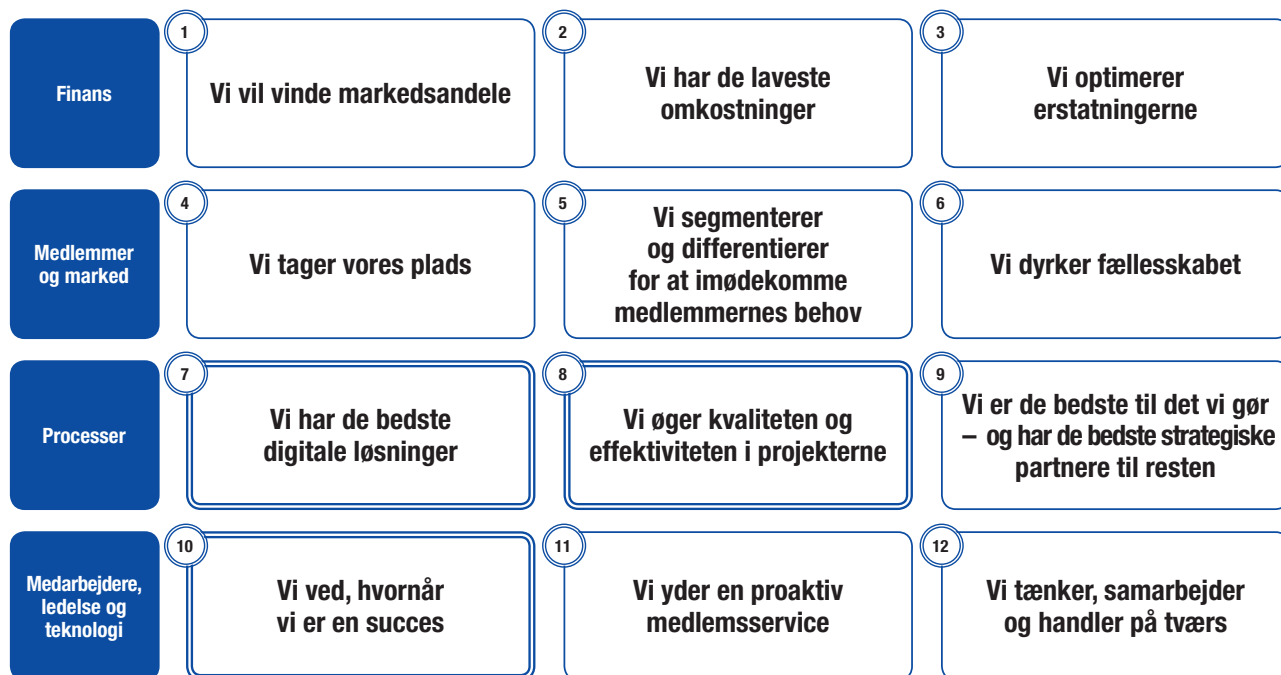 Finans
1
Vi vil vinde markedsandele
2
Vi har de laveste
omkostninger
3
Vi optimerer
erstatningerne
Medlemmer
og marked
4
Vi tager vores plads
5
Vi segmenterer
og differentierer
for at imødekomme
medlemmernes behov
6
Vi dyrker fællesskabet
Processer
7
Vi har de bedste
digitale løsninger
8
Vi øger kvaliteten og
effektiviteten i projekterne
9
Vi er de bedste til det vi gør
– og har de bedste strategiske
partnere til resten
Medarbejdere,
ledelse og
teknologi
10
Vi ved, hvornår
vi er en succes
11
Vi yder en proaktiv
medlemsservice
12
Vi tænker, samarbejder
og handler på tværs